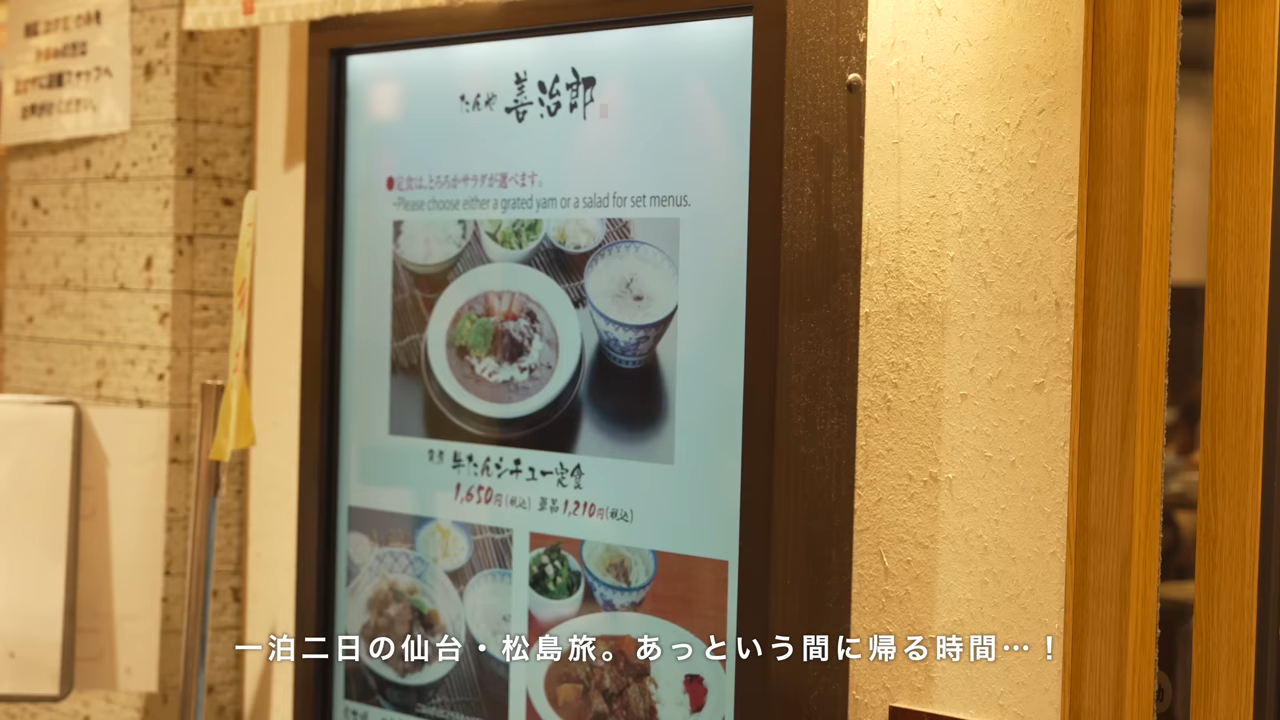 たんや 善治郎
●定食は、とろろかサラダが選べます。
~Please choose either a grated yam or a salad for set menus.
牛たんシチュー定食
1,650円(税込) 単品1,210円(税込)
一泊二日の仙台・松島旅。あっという間に帰る時間…！